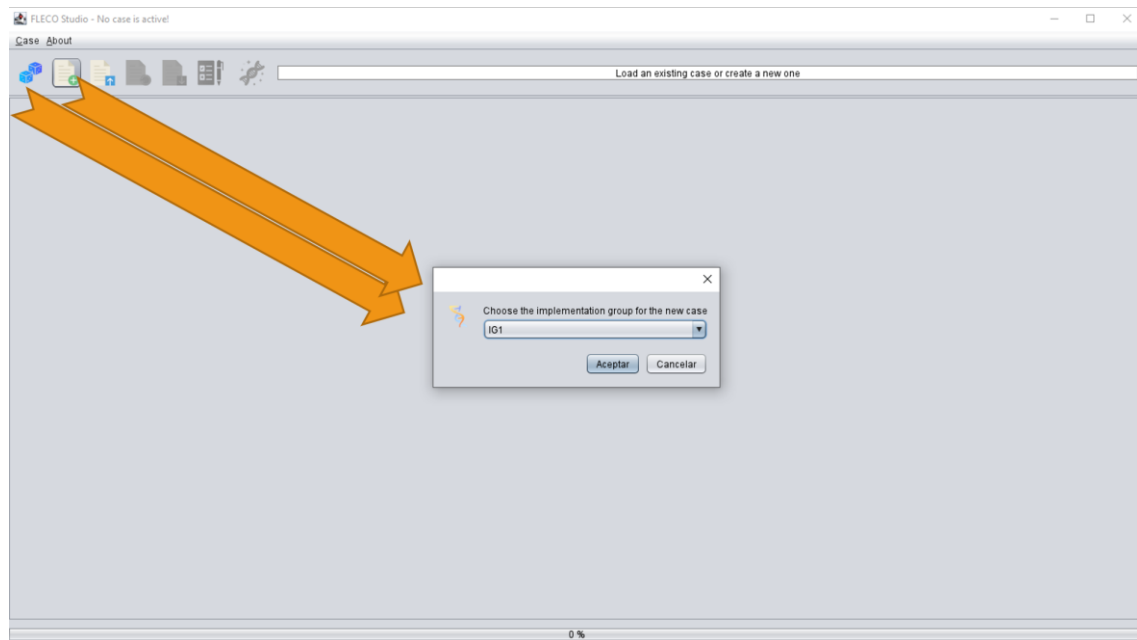 FLECO Studio - No case is active!
Case About
Load an existing case or create a new one
Choose the implementation group for the new case
IG1
Aceptar Cancelar
0 %